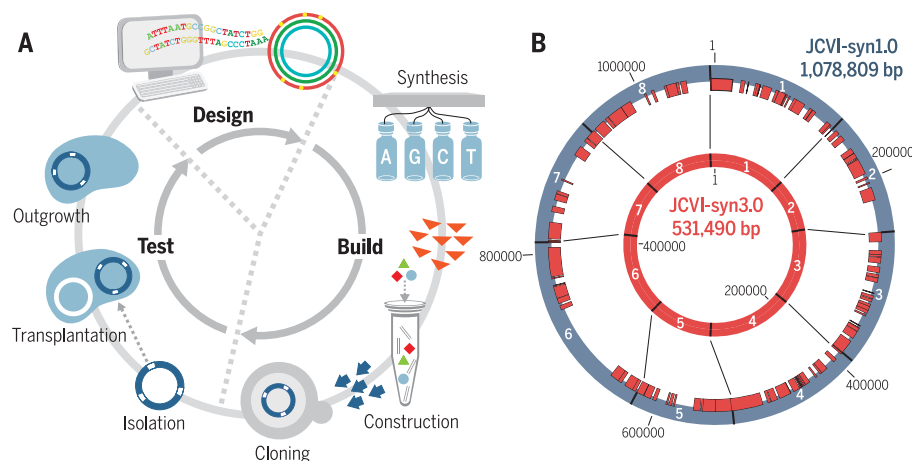 A
ATTTAATGCCGGCTATCTGG
GCTATCTGGGTTTAGCCCTAAA
Design
Synthesis
A G C T
Outgrowth
Test
Build
Transplantation
Isolation
Cloning
Construction
B
JCVI-syn1.0
1,078,809 bp
1
200000
400000
600000
800000
1000000
1
2
3
4
5
6
7
8
JCVI-syn3.0
531,490 bp
1
200000
400000
1
2
3
4
5
6
7
8